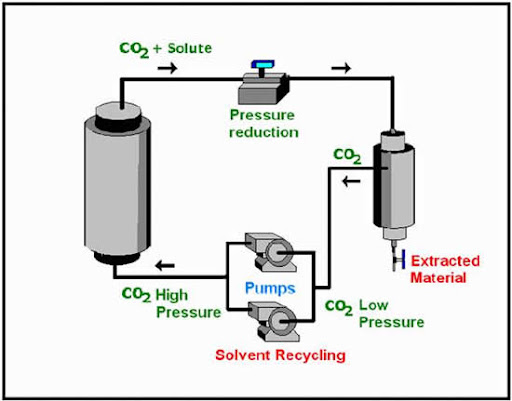 CO2 + Solute
Pressure
reduction
CO2
Extracted
Material
CO2 High
Pressure
Pumps
CO2 Low
Pressure
Solvent Recycling